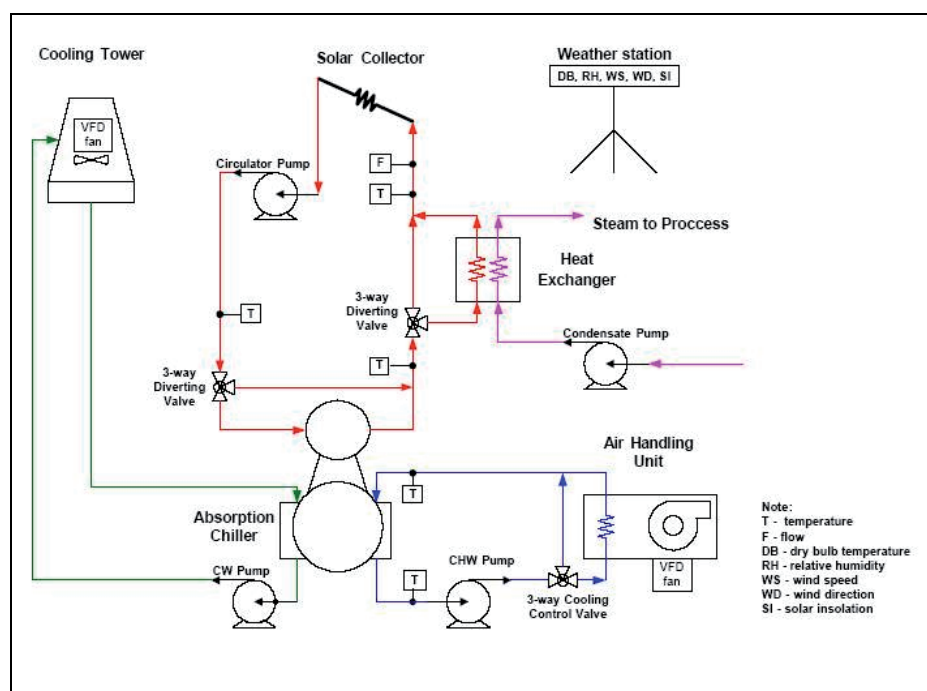 Cooling Tower
Solar Collector
Weather station
DB, RH, WS, WD, SI
VFD
fan
Circulator Pump
F
T
Steam to Proccess
Heat
Exchanger
3-way
Diverting
Valve
T
Condensate Pump
T
3-way
Diverting
Valve
Air Handling
Unit
T
Absorption
Chiller
Note:
T - temperature
F - flow
DB - dry bulb temperature
RH - relative humidity
WS - wind speed
WD - wind direction
SI - solar insolation
CW Pump
T
CHW Pump
VFD
fan
3-way Cooling
Control Valve